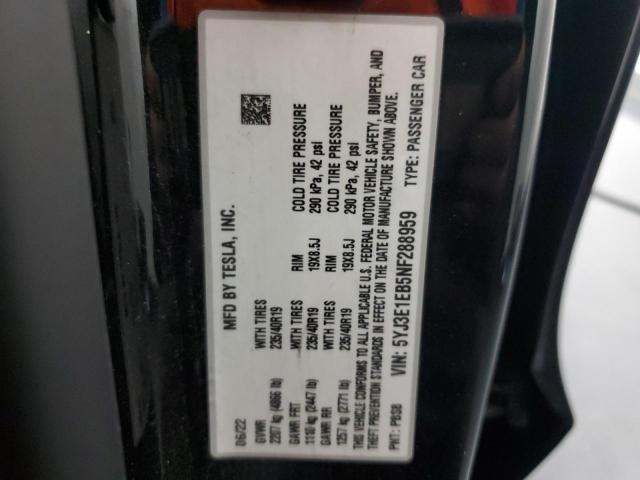 MFD BY TESLA, INC.
06/22
GVWR WITH TIRES RIM COLD TIRE PRESSURE
2207 kg (4866 lb) 235/40R19 19X8.5J 290 kPa, 42 psi
GAWR FRT WITH TIRES RIM COLD TIRE PRESSURE
1110 kg (2447 lb) 235/40R19 19X8.5J 290 kPa, 42 psi
GAWR RR
1257 kg (2771 lb) 235/40R19
THIS VEHICLE CONFORMS TO ALL APPLICABLE U.S. FEDERAL MOTOR VEHICLE SAFETY, BUMPER, AND
THEFT PREVENTION STANDARDS IN EFFECT ON THE DATE OF MANUFACTURE SHOWN ABOVE.
PNT: PBSB VIN: 5YJ3E1EB5NF288959 TYPE: PASSENGER CAR